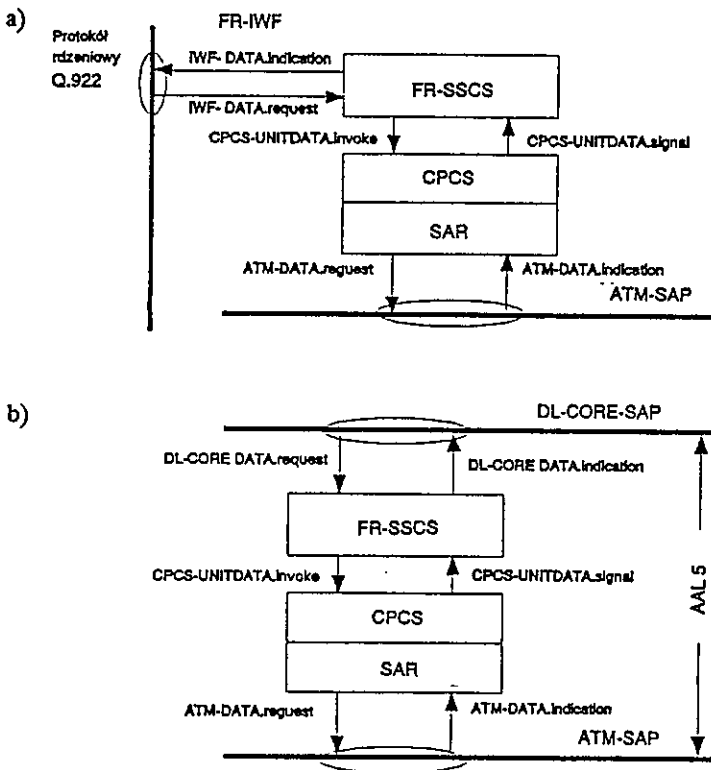 a)
FR-IWF
Protokół
rdzeniowy
Q.922
IWF- DATA.indication
FR-SSCS
IWF- DATA.request
CPCS-UNITDATA.invoke
CPCS-UNITDATA.signal
CPCS
SAR
ATM-DATA.reguest
ATM-DATA.indication
ATM-SAP
b)
DL-CORE-SAP
DL-CORE DATA.request
DL-CORE DATA.indication
FR-SSCS
CPCS-UNITDATA.invoke
CPCS-UNITDATA.signal
AAL 5
CPCS
SAR
ATM-DATA.reguest
ATM-DATA.indication
ATM-SAP